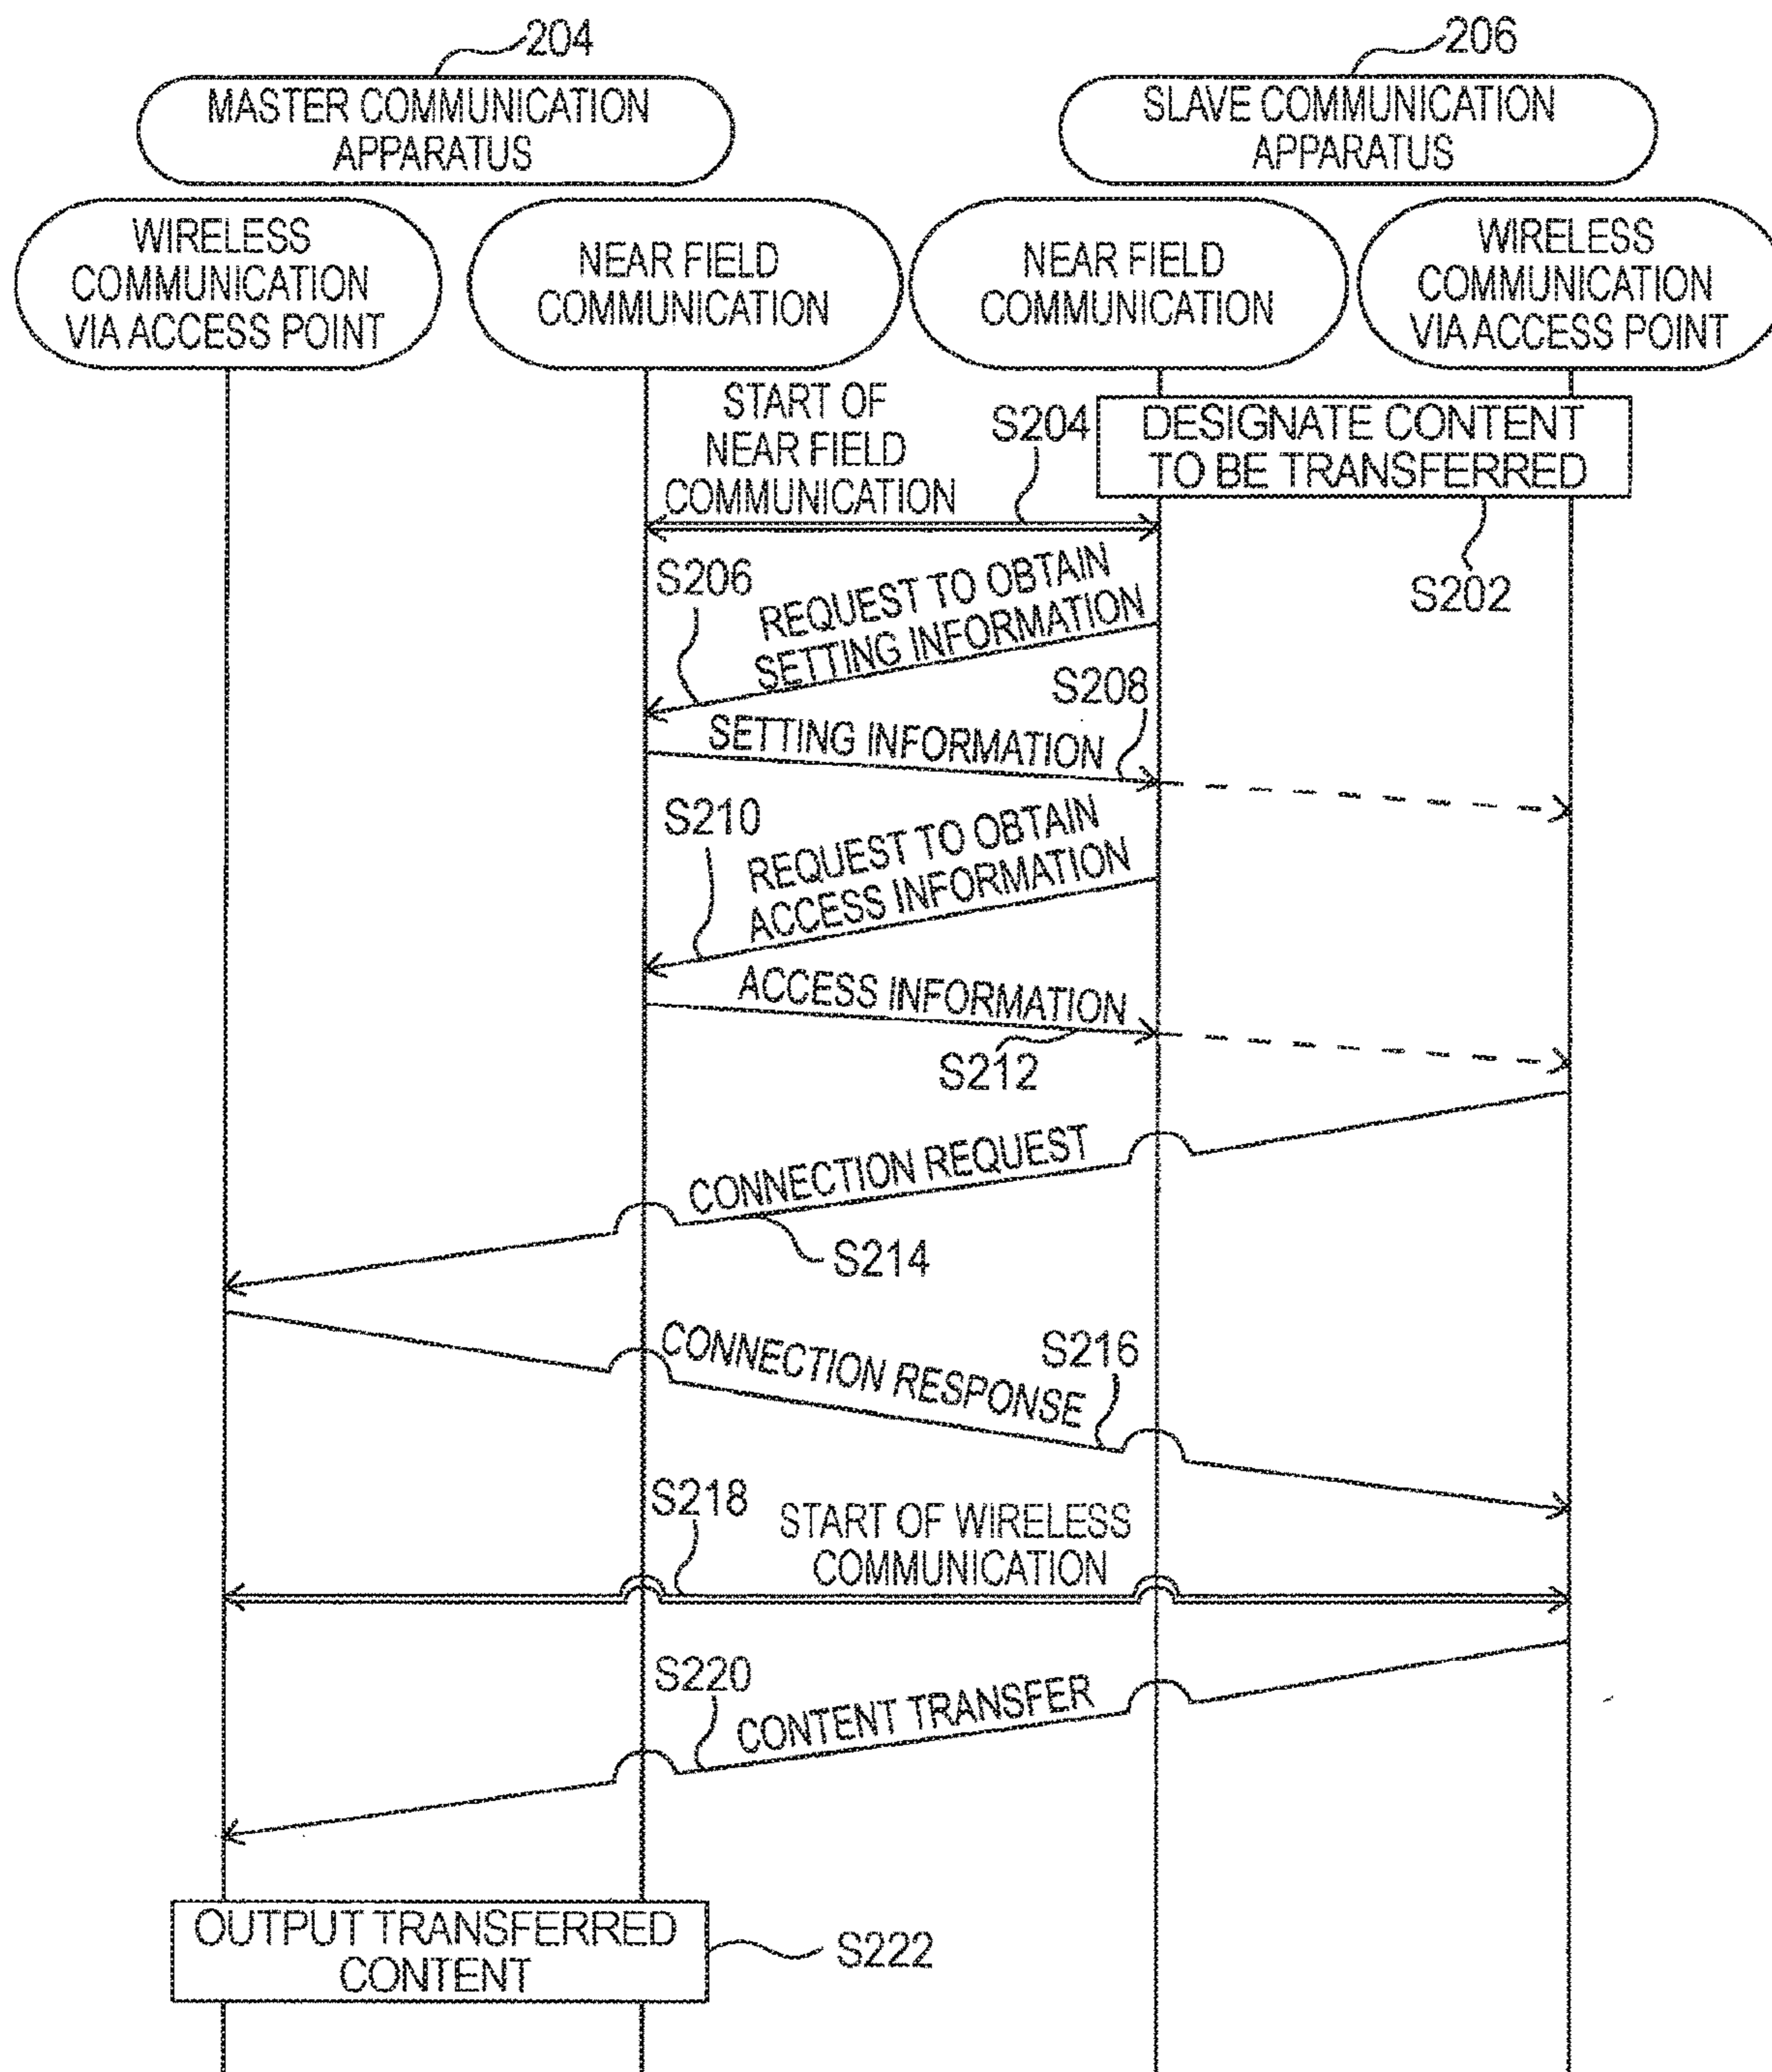 204
206
MASTER COMMUNICATION
APPARATUS
SLAVE COMMUNICATION
APPARATUS
WIRELESS
COMMUNICATION
VIA ACCESS POINT
NEAR FIELD
COMMUNICATION
NEAR FIELD
COMMUNICATION
WIRELESS
COMMUNICATION
VIA ACCESS POINT
START OF
NEAR FIELD
COMMUNICATION
S204
DESIGNATE CONTENT
TO BE TRANSFERRED
S202
S206
REQUEST TO OBTAIN
SETTING INFORMATION
S208
SETTING INFORMATION
S210
REQUEST TO OBTAIN
ACCESS INFORMATION
ACCESS INFORMATION
S212
CONNECTION REQUEST
S214
CONNECTION RESPONSE
S216
S218
START OF WIRELESS
COMMUNICATION
S220
CONTENT TRANSFER
OUTPUT TRANSFERRED
CONTENT
S222